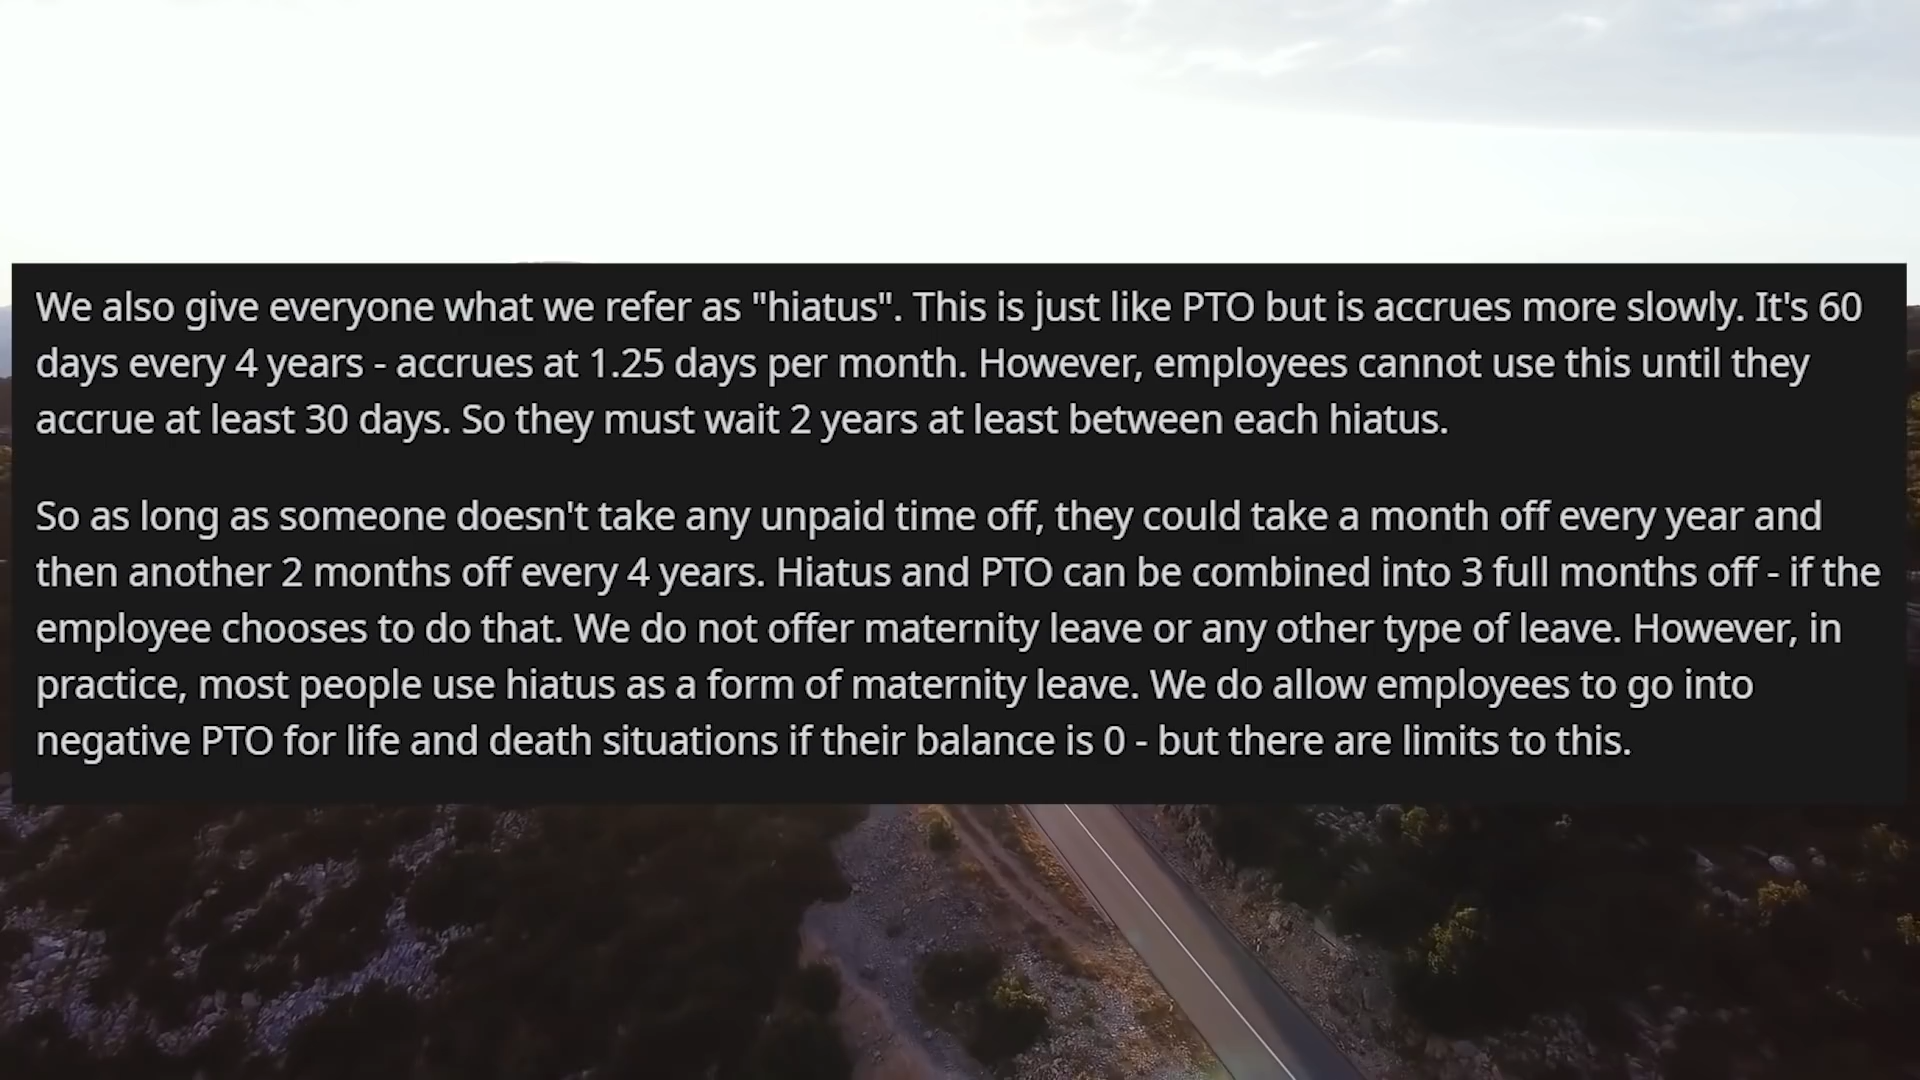 We also give everyone what we refer as "hiatus". This is just like PTO but is accrues more slowly. It's 60
days every 4 years - accrues at 1.25 days per month. However, employees cannot use this until they
accrue at least 30 days. So they must wait 2 years at least between each hiatus.
So as long as someone doesn't take any unpaid time off, they could take a month off every year and
then another 2 months off every 4 years. Hiatus and PTO can be combined into 3 full months off - if the
employee chooses to do that. We do not offer maternity leave or any other type of leave. However, in
practice, most people use hiatus as a form of maternity leave. We do allow employees to go into
negative PTO for life and death situations if their balance is 0 - but there are limits to this.